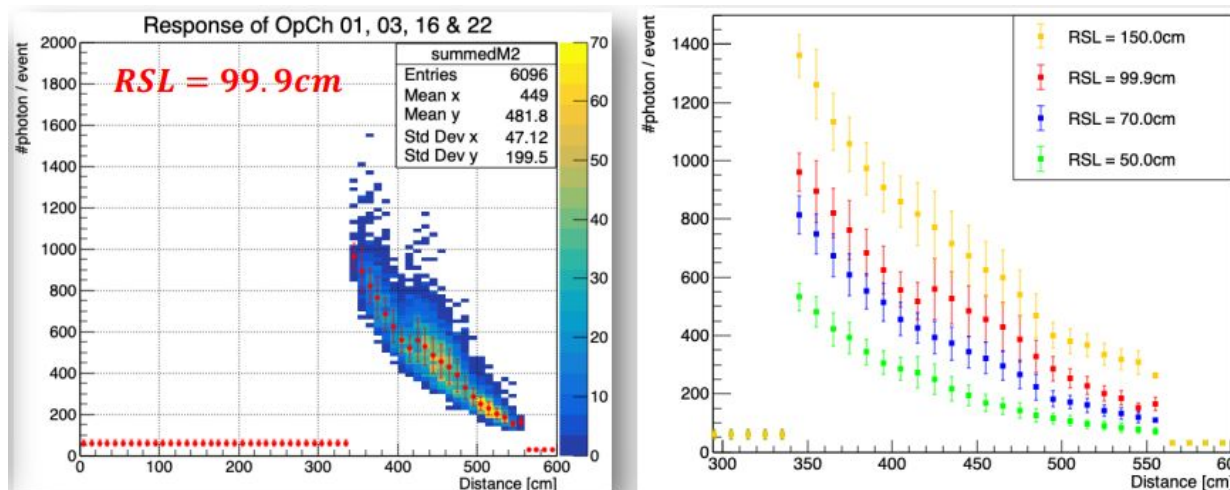 Response of OpCh 01, 03, 16 & 22
#photon / event
2000
1800
1600
1400
1200
1000
800
600
400
200
0
RSL = 99.9cm
summedM2
Entries 6096
Mean x 449
Mean y 481.8
Std Dev x 47.12
Std Dev y 199.5
70
60
50
40
30
20
10
0
0 100 200 300 400 500 600
Distance [cm]
#photon / event
1400
1200
1000
800
600
400
200
0
RSL = 150.0cm
RSL = 99.9cm
RSL = 70.0cm
RSL = 50.0cm
300 350 400 450 500 550 600
Distance [cm]